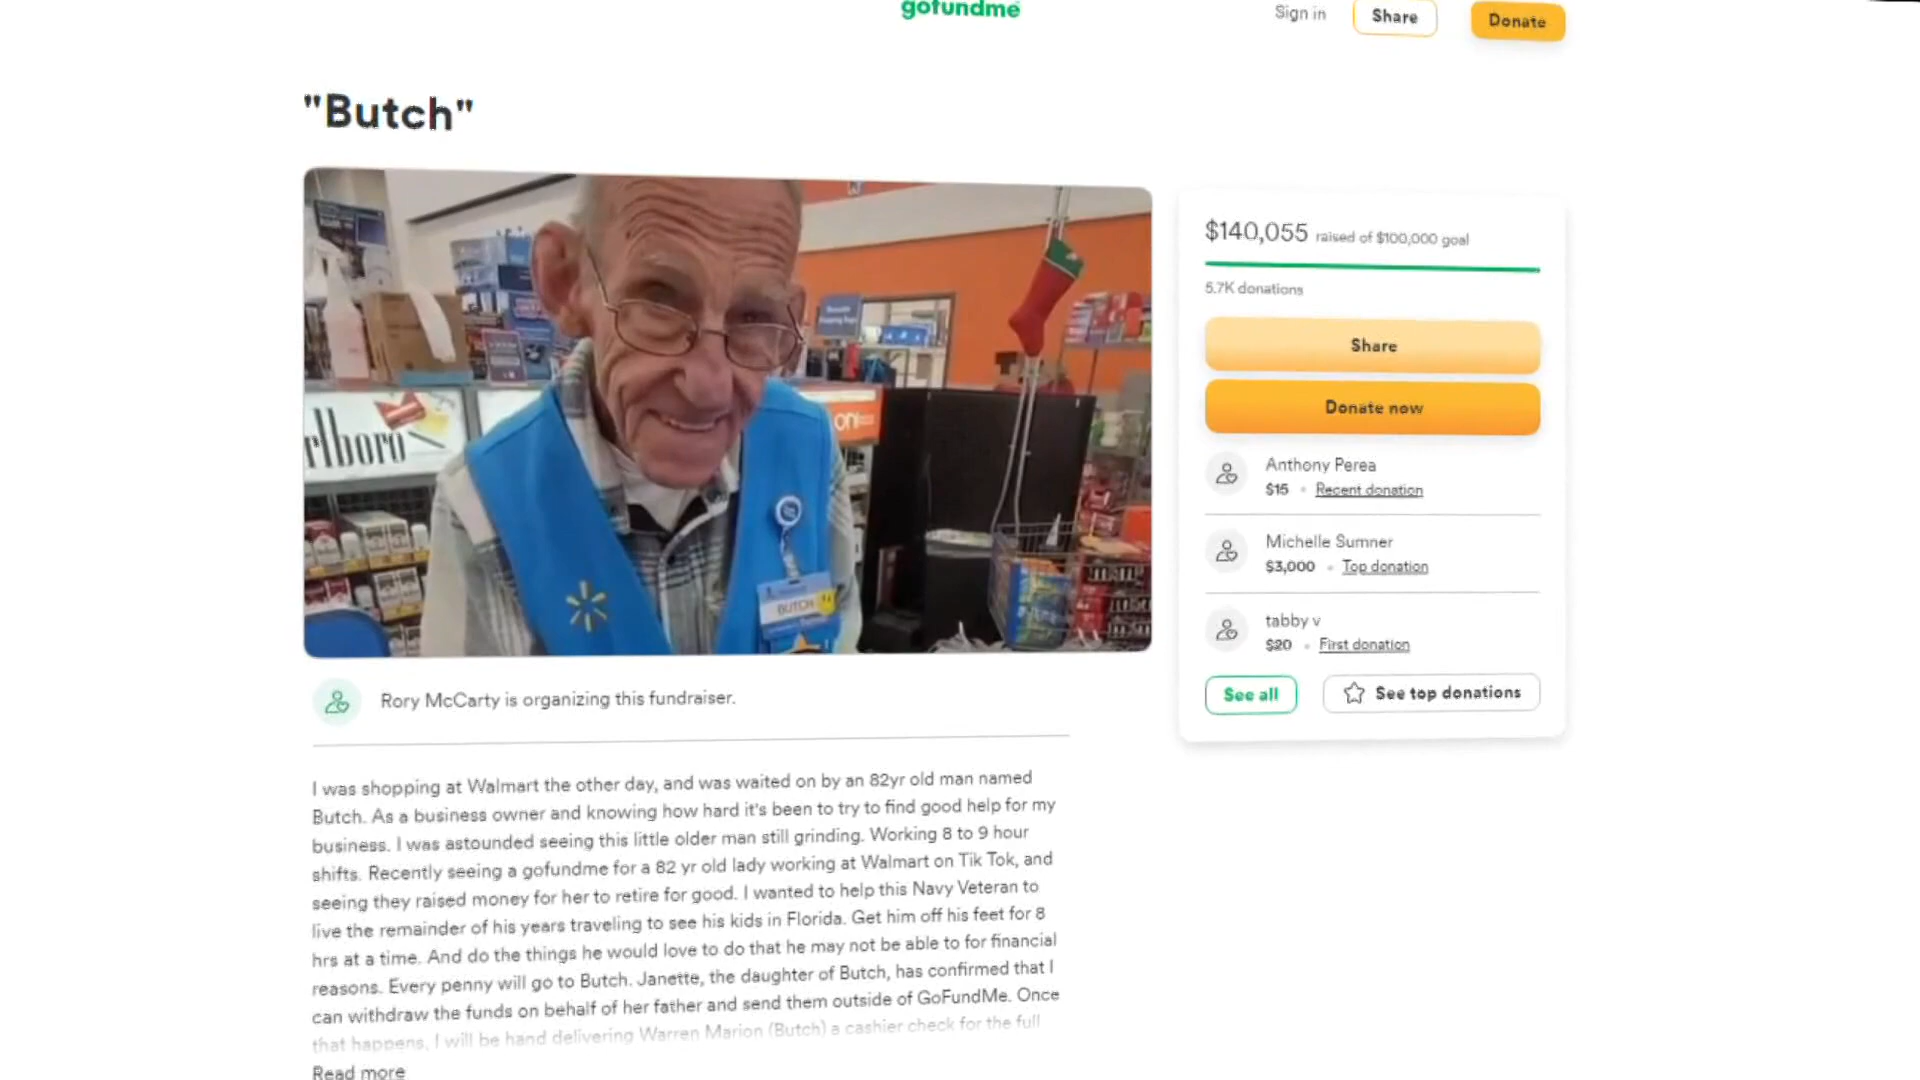 gofundme
Sign in
Share
Donate
"Butch"
rlboro
ON!
BUTCH
$140,055 raised of $100,000 goal
5.7K donations
Share
Donate now
Anthony Perea
$15 • Recent donation
Michelle Sumner
$3,000 • Top donation
tabby v
$20 • First donation
See all
See top donations
Rory McCarty is organizing this fundraiser.
I was shopping at Walmart the other day, and was waited on by an 82yr old man named
Butch. As a business owner and knowing how hard it's been to try to find good help for my
business. I was astounded seeing this little older man still grinding. Working 8 to 9 hour
shifts. Recently seeing a gofundme for a 82 yr old lady working at Walmart on Tik Tok, and
seeing they raised money for her to retire for good. I wanted to help this Navy Veteran to
live the remainder of his years traveling to see his kids in Florida. Get him off his feet for 8
hrs at a time. And do the things he would love to do that he may not be able to for financial
reasons. Every penny will go to Butch. Janette, the daughter of Butch, has confirmed that I
can withdraw the funds on behalf of her father and send them outside of GoFundMe. Once
that happens, I will be hand delivering Warren Marion (Butch) a cashier check for the full
Read more